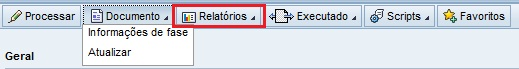 Processar Documento Relatórios Executado Scripts Favoritos
Informações de fase
Atualizar
Geral